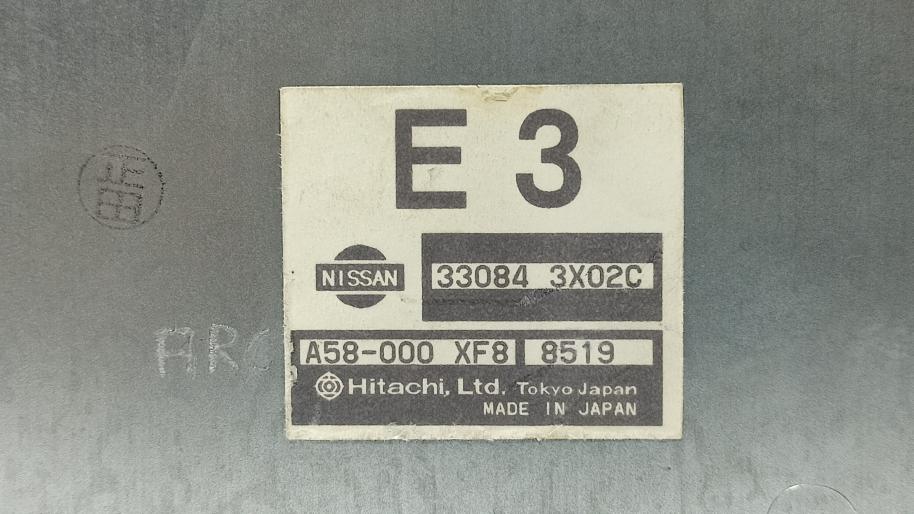 E 3
NISSAN
33084 3X02C
A58-000 XF8 8519
Hitachi, Ltd. Tokyo Japan
MADE IN JAPAN